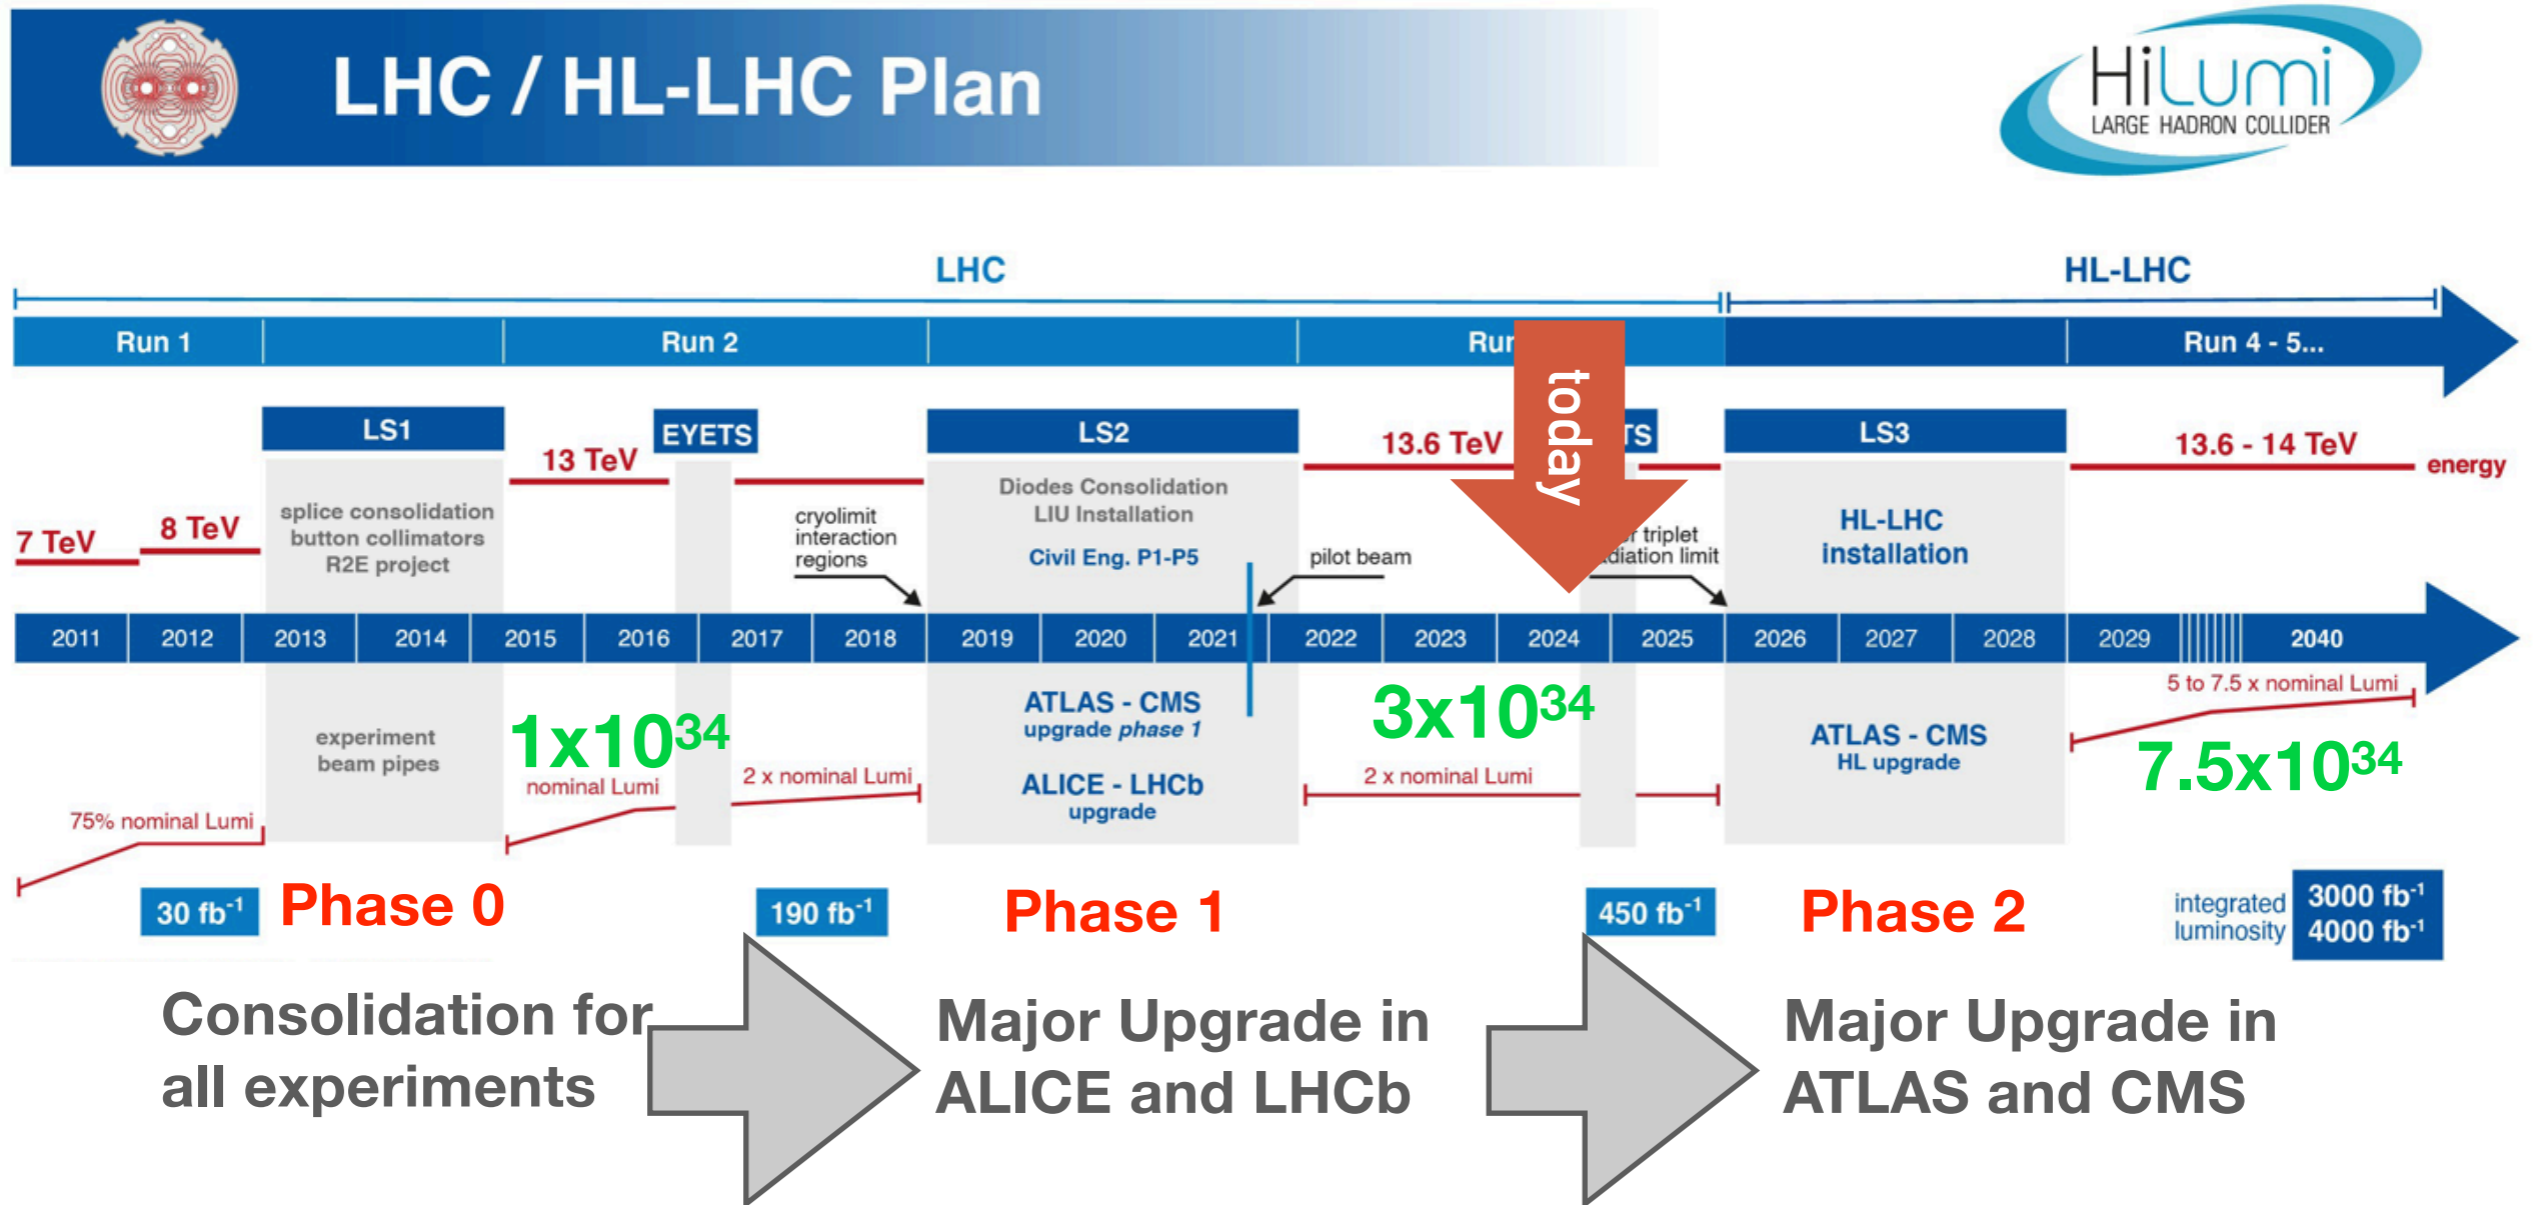 LHC / HL-LHC Plan
HiLumi
LARGE HADRON COLLIDER
LHC
HL-LHC
Run 1
Run 2
Run 4 - 5...
today
LS1
EYETS
LS2
LS3
13 TeV
13.6 TeV
13.6 - 14 TeV
energy
7 TeV
8 TeV
splice consolidation
button collimators
R2E project
cryolimit
interaction
regions
Diodes Consolidation
LIU Installation
Civil Eng. P1-P5
pilot beam
triplet
limit
HL-LHC
installation
2011
2012
2013
2014
2015
2016
2017
2018
2019
2020
2021
2022
2023
2024
2025
2026
2027
2028
2029
2040
5 to 7.5 x nominal Lumi
experiment
beam pipes
1x10³⁴
nominal Lumi
2 x nominal Lumi
75% nominal Lumi
ATLAS - CMS
upgrade phase 1
ALICE - LHCb
upgrade
3x10³⁴
2 x nominal Lumi
ATLAS - CMS
HL upgrade
7.5x10³⁴
30 fb⁻¹
Phase 0
190 fb⁻¹
Phase 1
450 fb⁻¹
Phase 2
integrated
luminosity
3000 fb⁻¹
4000 fb⁻¹
Consolidation for
all experiments
Major Upgrade in
ALICE and LHCb
Major Upgrade in
ATLAS and CMS